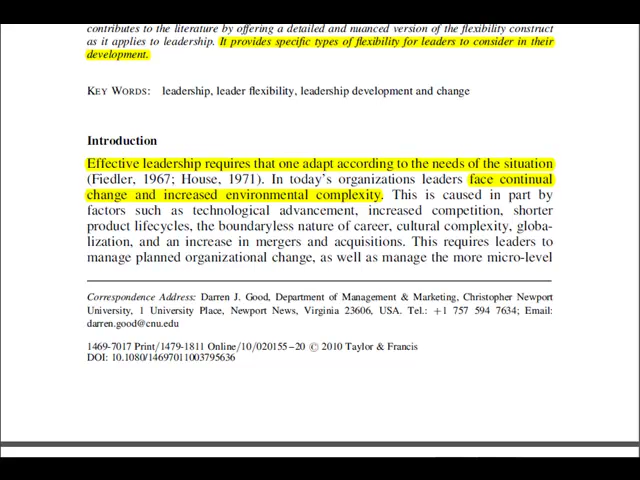 contributes to the literature by offering a detailed and nuanced version of the flexibility construct
as it applies to leadership. It provides specific types of flexibility for leaders to consider in their
development.
KEY WORDS: leadership, leader flexibility, leadership development and change
Introduction
Effective leadership requires that one adapt according to the needs of the situation
(Fiedler, 1967; House, 1971). In today's organizations leaders face continual
change and increased environmental complexity. This is caused in part by
factors such as technological advancement, increased competition, shorter
product lifecycles, the boundaryless nature of career, cultural complexity, globa-
lization, and an increase in mergers and acquisitions. This requires leaders to
manage planned organizational change, as well as manage the more micro-level
Correspondence Address: Darren J. Good, Department of Management & Marketing, Christopher Newport
University, 1 University Place, Newport News, Virginia 23606, USA. Tel.: +1 757 594 7634; Email:
darren.good@cnu.edu
1469-7017 Print/1479-1811 Online/10/020155–20 © 2010 Taylor & Francis
DOI: 10.1080/14697011003795636